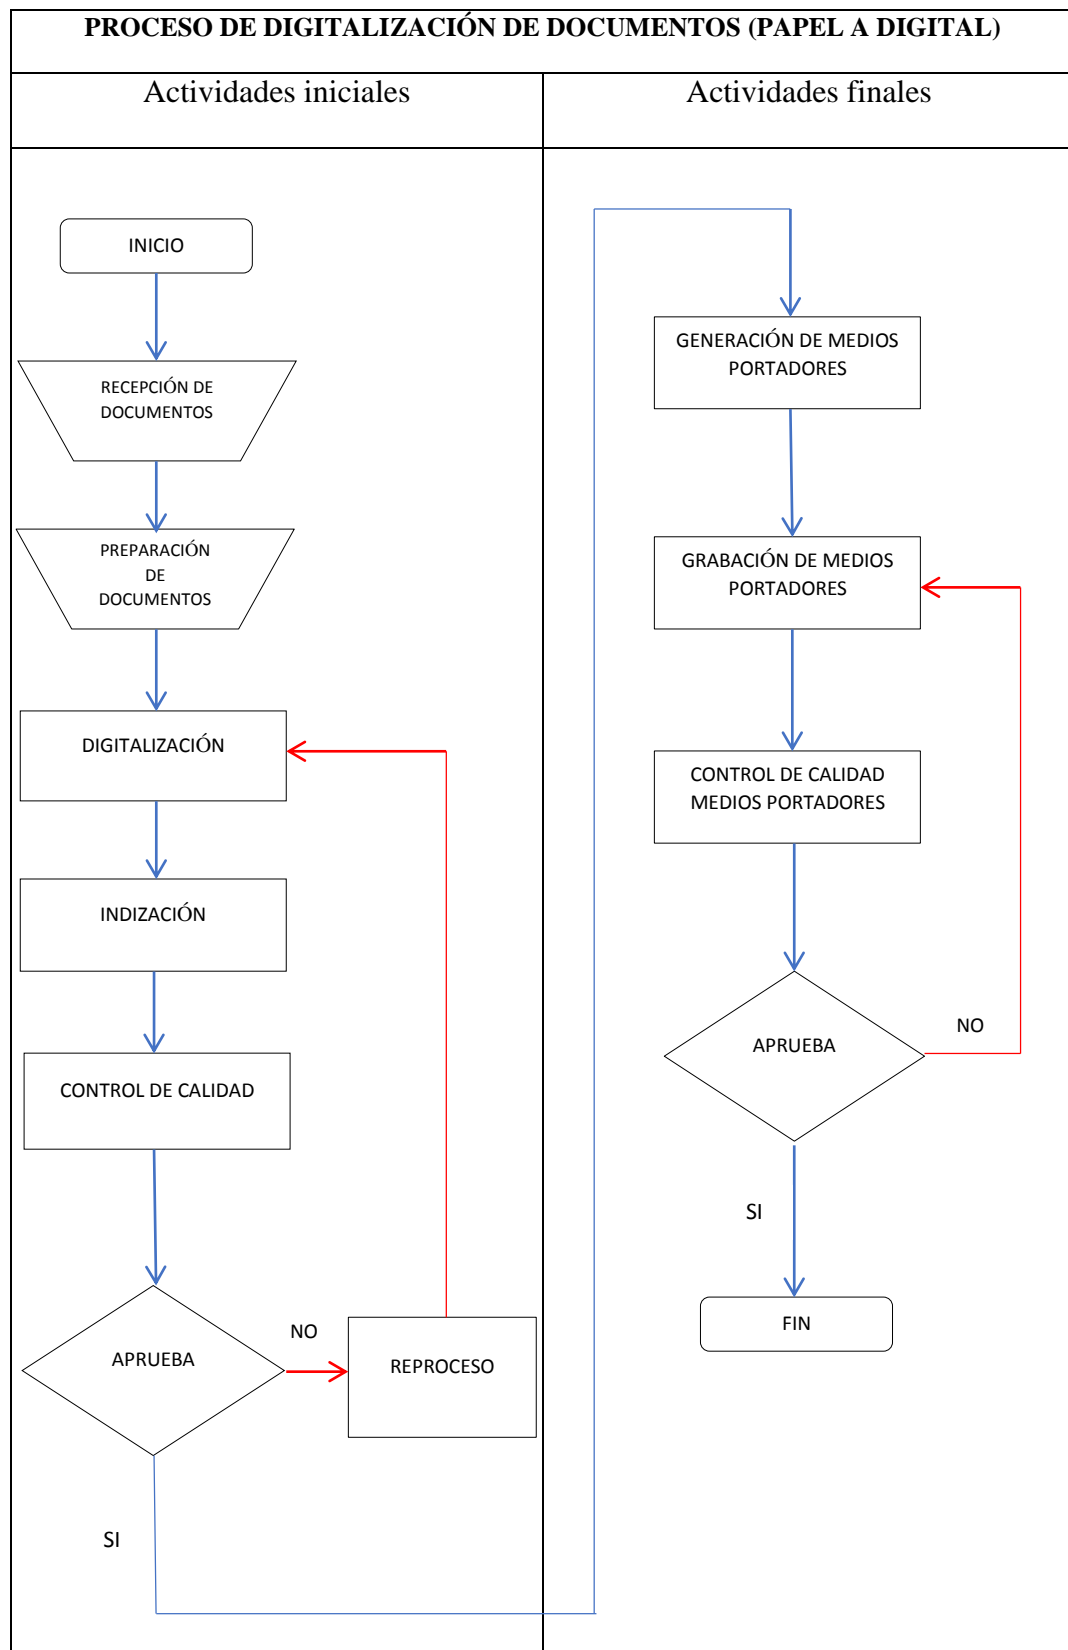 PROCESO DE DIGITALIZACIÓN DE DOCUMENTOS (PAPEL A DIGITAL)
Actividades iniciales
Actividades finales
INICIO
RECEPCIÓN DE
DOCUMENTOS
PREPARACIÓN
DE
DOCUMENTOS
DIGITALIZACIÓN
INDIZACIÓN
CONTROL DE CALIDAD
APRUEBA
NO
REPROCESO
SI
GENERACIÓN DE MEDIOS
PORTADORES
GRABACIÓN DE MEDIOS
PORTADORES
CONTROL DE CALIDAD
MEDIOS PORTADORES
APRUEBA
NO
SI
FIN